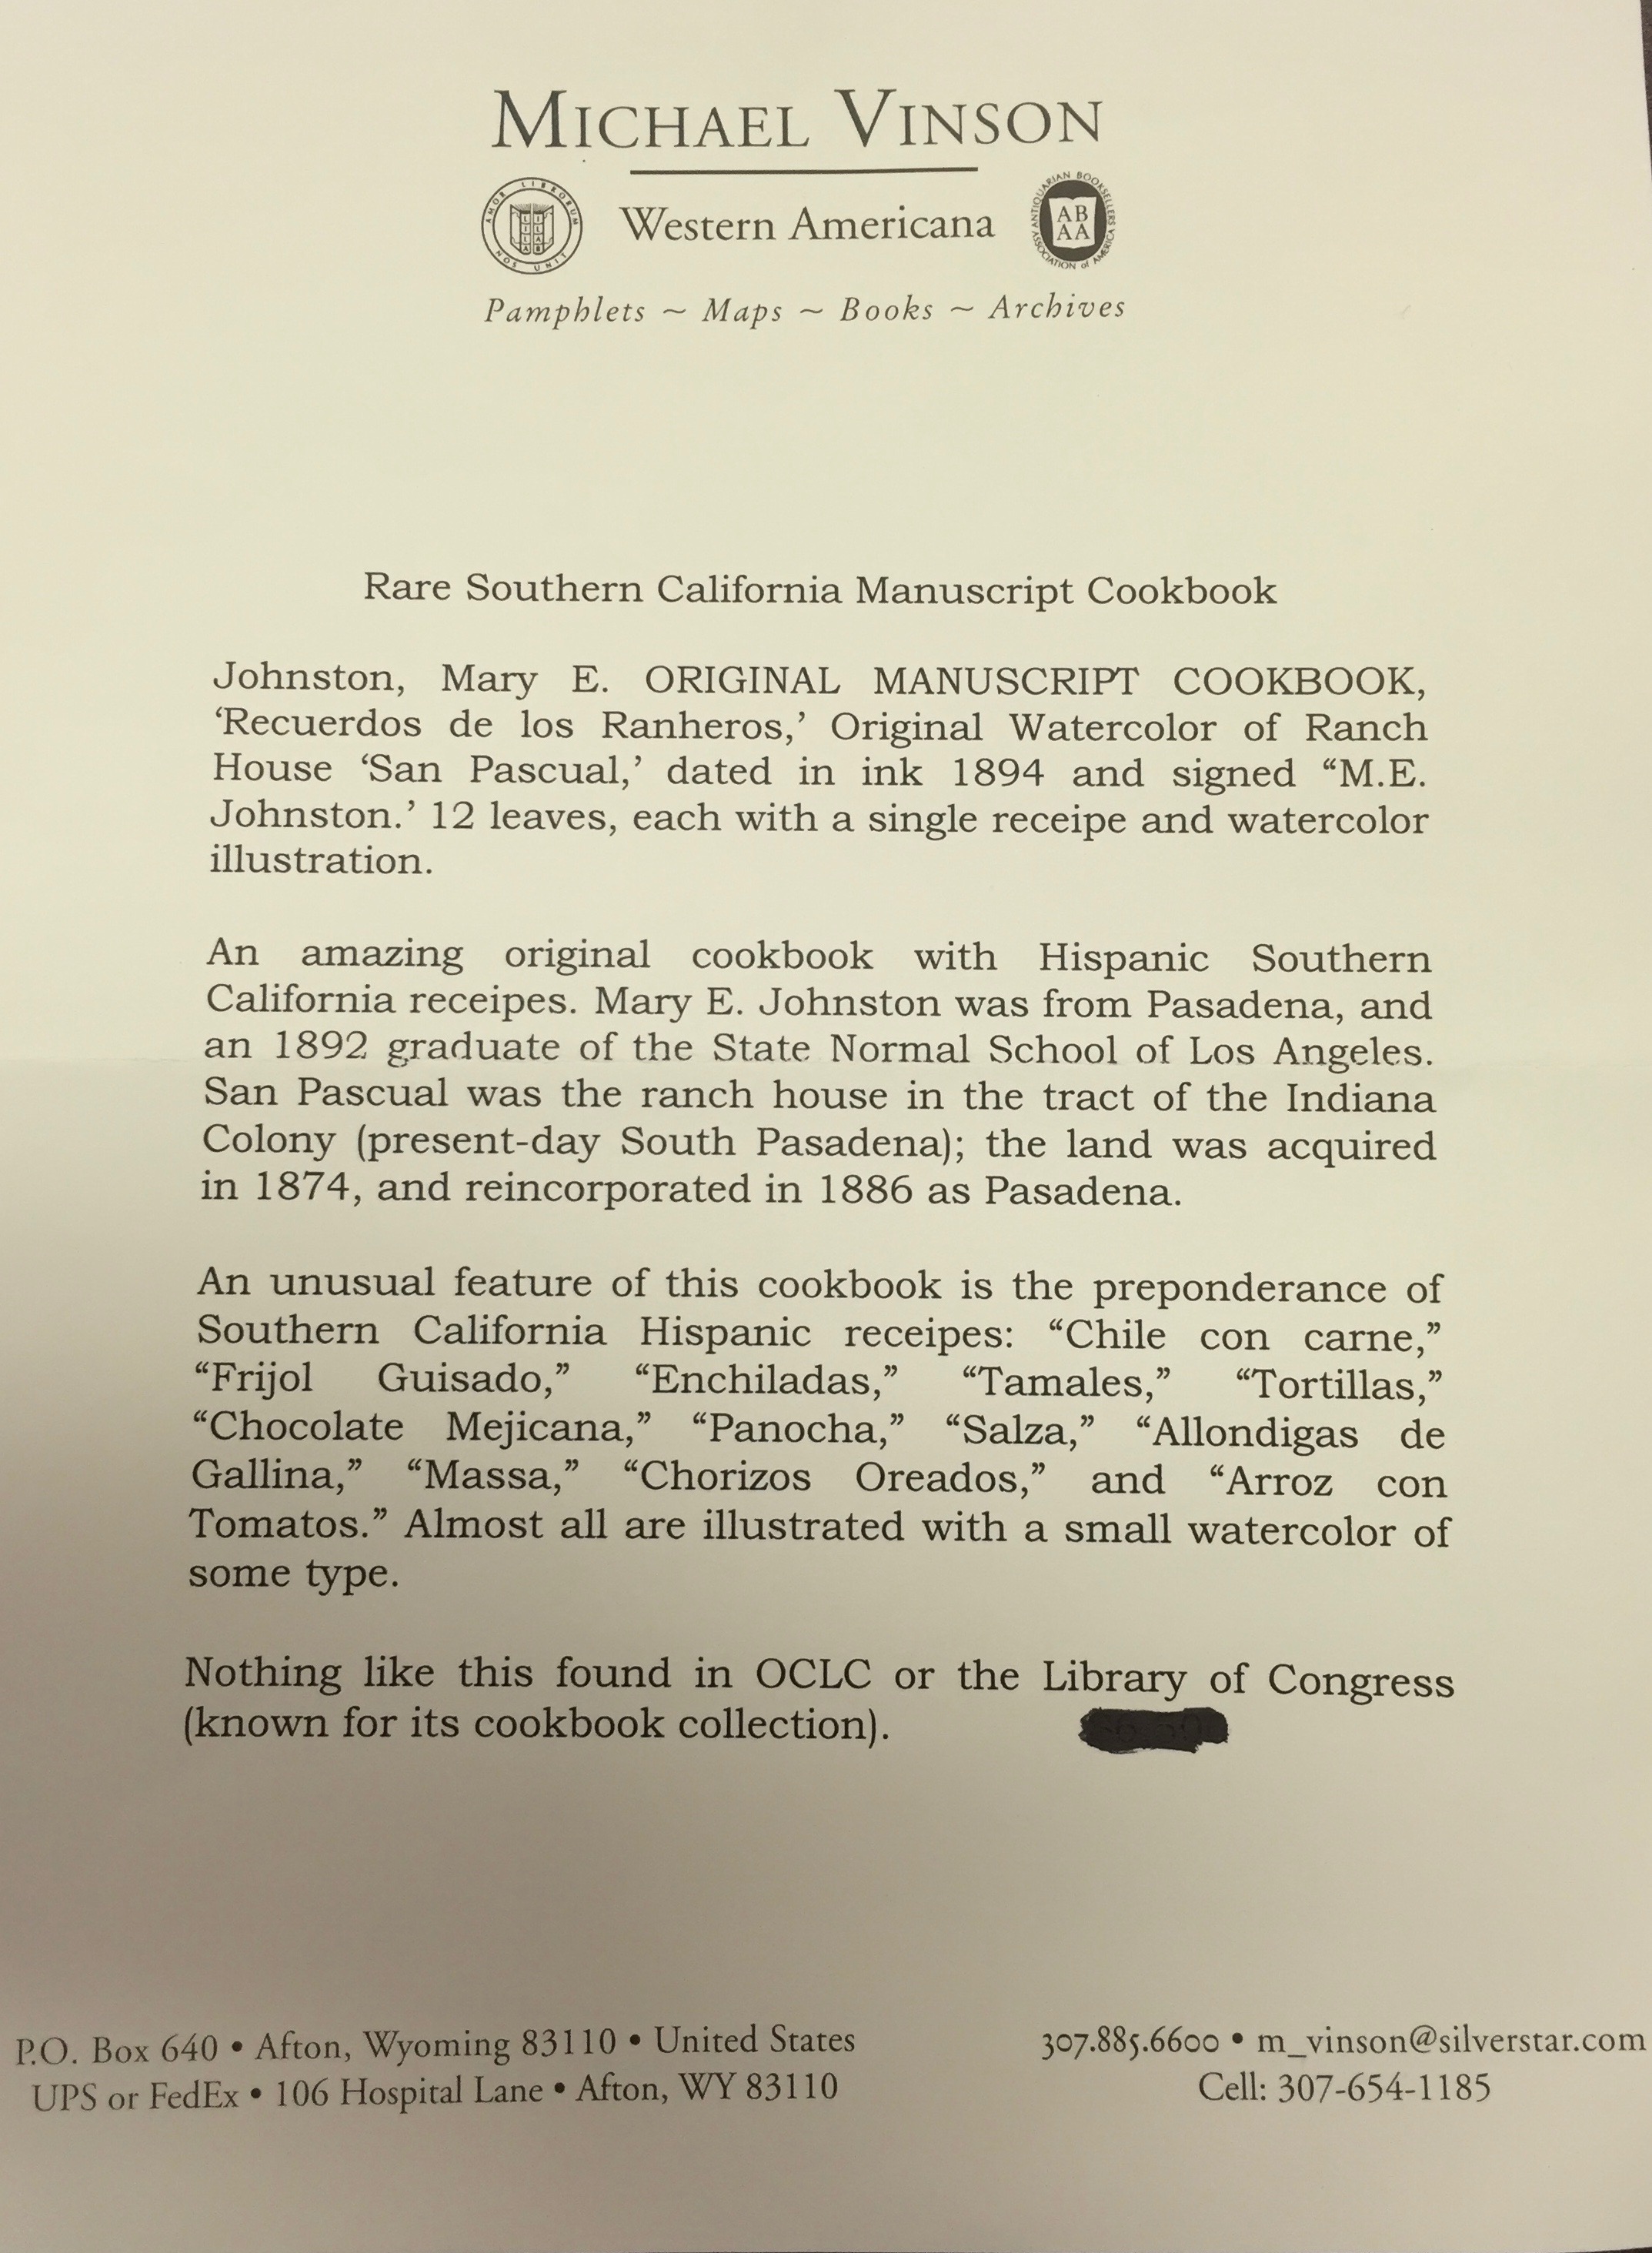 MICHAEL VINSON
AMOR LIBRORUM NOS UNIT
Western Americana
ANTIQUARIAN BOOKSELLERS ASSOCIATION of AMERICA
AB
AA
Pamphlets ~ Maps ~ Books ~ Archives
Rare Southern California Manuscript Cookbook
Johnston, Mary E. ORIGINAL MANUSCRIPT COOKBOOK,
‘Recuerdos de los Ranheros,’ Original Watercolor of Ranch
House ‘San Pascual,’ dated in ink 1894 and signed “M.E.
Johnston.’ 12 leaves, each with a single receipe and watercolor
illustration.
An amazing original cookbook with Hispanic Southern
California receipes. Mary E. Johnston was from Pasadena, and
an 1892 graduate of the State Normal School of Los Angeles.
San Pascual was the ranch house in the tract of the Indiana
Colony (present-day South Pasadena); the land was acquired
in 1874, and reincorporated in 1886 as Pasadena.
An unusual feature of this cookbook is the preponderance of
Southern California Hispanic receipes: “Chile con carne,”
“Frijol Guisado,” “Enchiladas,” “Tamales,” “Tortillas,”
“Chocolate Mejicana,” “Panocha,” “Salza,” “Allondigas de
Gallina,” “Massa,” “Chorizos Oreados,” and “Arroz con
Tomatos.” Almost all are illustrated with a small watercolor of
some type.
Nothing like this found in OCLC or the Library of Congress
(known for its cookbook collection).
P.O. Box 640 • Afton, Wyoming 83110 • United States
UPS or FedEx • 106 Hospital Lane • Afton, WY 83110
307.885.6600 • m_vinson@silverstar.com
Cell: 307-654-1185